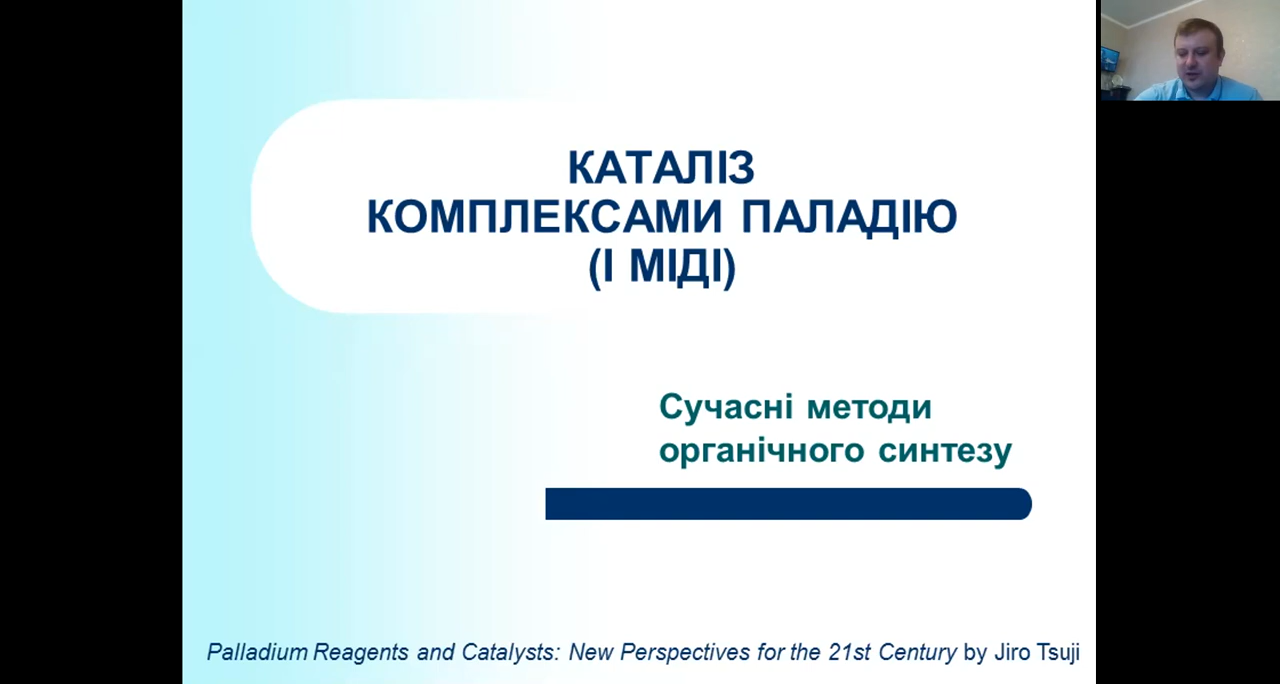 КАТАЛІЗ
КОМПЛЕКСАМИ ПАЛАДІЮ
(І МІДІ)
Сучасні методи
органічного синтезу
Palladium Reagents and Catalysts: New Perspectives for the 21st Century by Jiro Tsuji